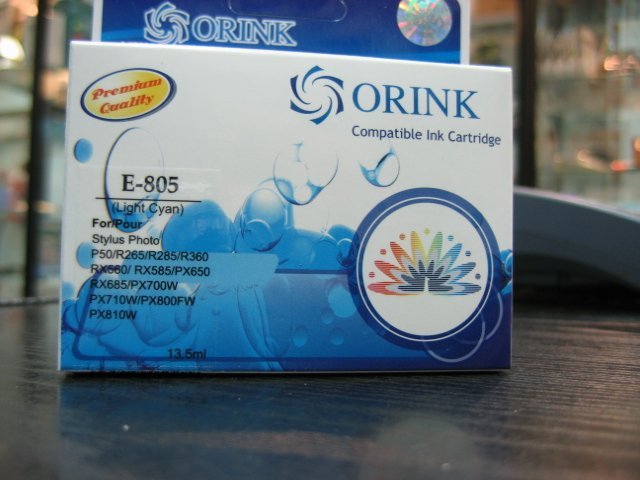 ORINK
Premium
Quality
ORINK
Compatible Ink Cartridge
E-805
(Light Cyan)
For/Pour
Stylus Photo
P50/R265/R285/R360
RX560/ RX585/PX650
RX685/PX700W
PX710W/PX800FW
PX810W
13.5ml